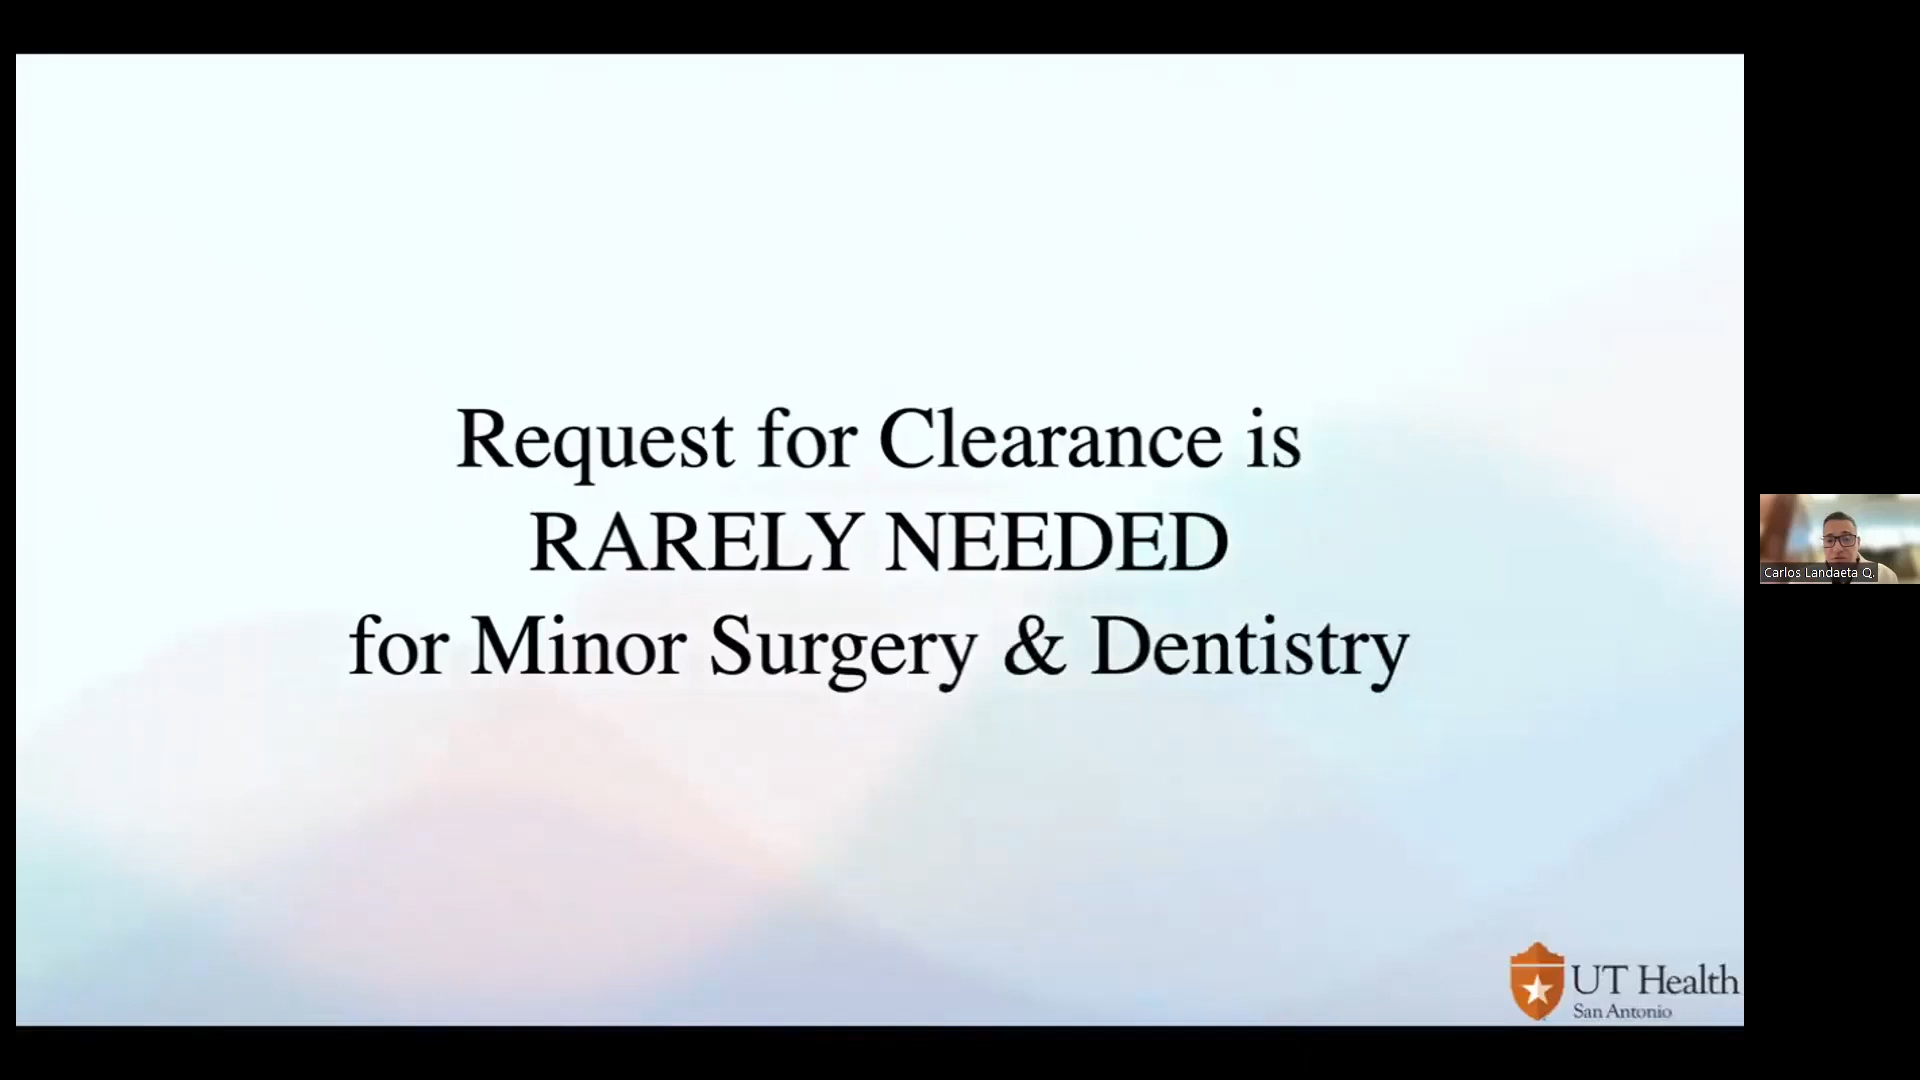 Request for Clearance is
RARELY NEEDED
for Minor Surgery & Dentistry
Carlos Landaeta Q.
UT Health
San Antonio